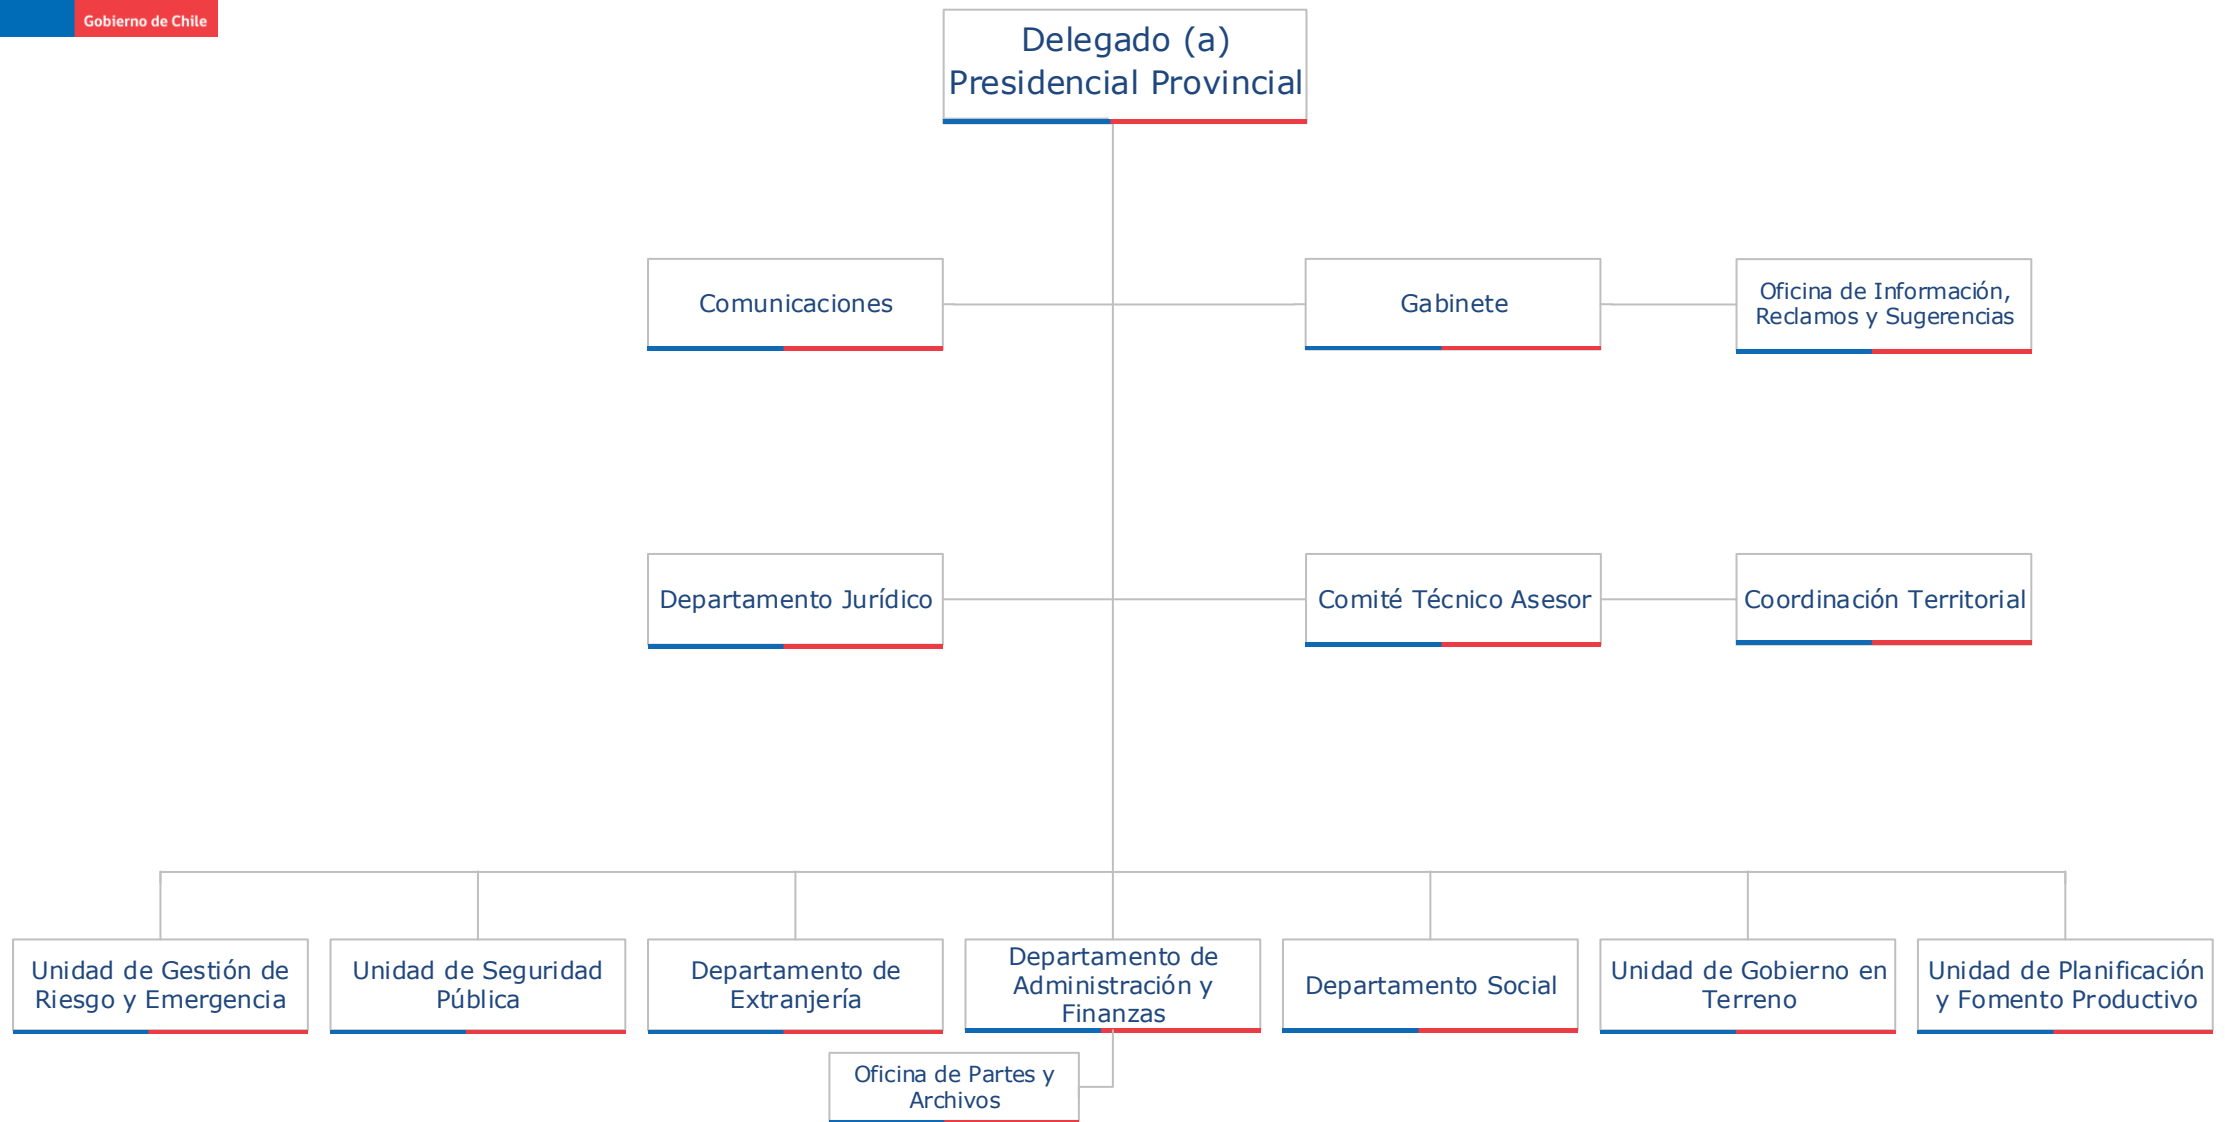 Gobierno de Chile
Delegado (a)
Presidencial Provincial
Comunicaciones
Gabinete
Oficina de Información,
Reclamos y Sugerencias
Departamento Jurídico
Comité Técnico Asesor
Coordinación Territorial
Unidad de Gestión de
Riesgo y Emergencia
Unidad de Seguridad
Pública
Departamento de
Extranjería
Departamento de
Administración y
Finanzas
Departamento Social
Unidad de Gobierno en
Terreno
Unidad de Planificación
y Fomento Productivo
Oficina de Partes y
Archivos